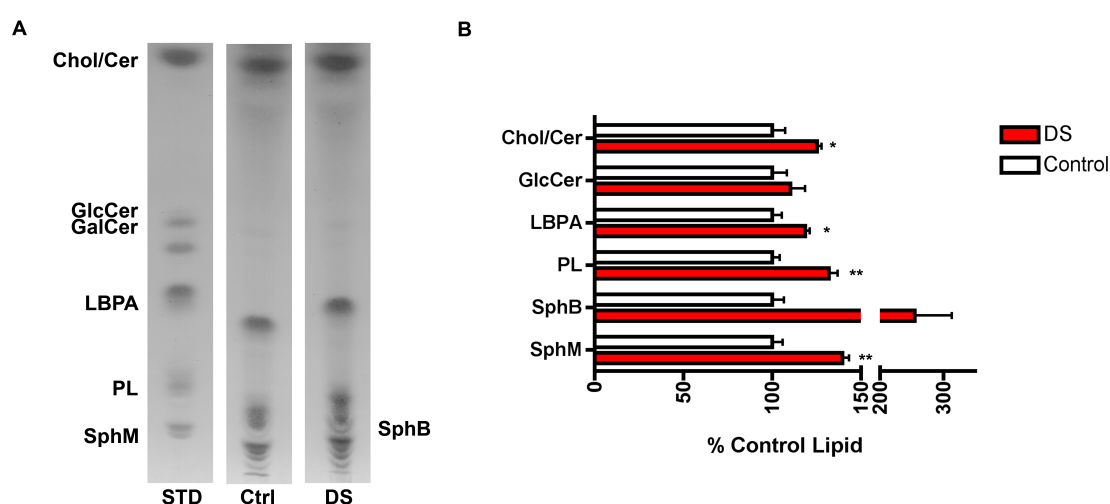 A
Chol/Cer
GlcCer
GalCer
LBPA
PL
SphM
SphB
STD Ctrl DS
B
Chol/Cer *
GlcCer
LBPA *
PL **
SphB
SphM **
0 50 100 150 200 300
% Control Lipid
DS
Control